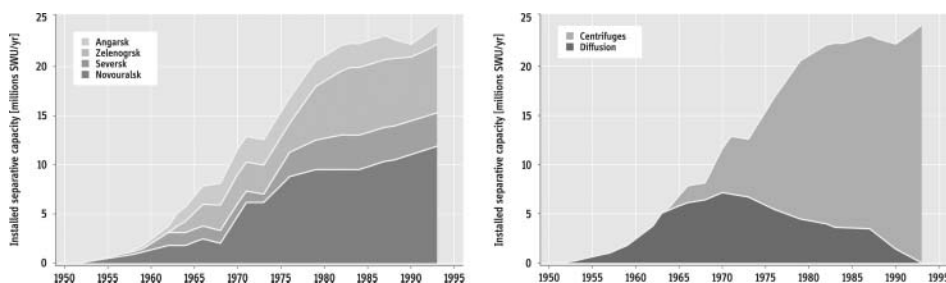 Installed separative capacity [millions SWU/yr]
25
20
15
10
5
0
Angarsk
Zelenogrsk
Seversk
Novouralsk
1950 1955 1960 1965 1970 1975 1980 1985 1990 1995
Installed separative capacity [millions SWU/yr]
25
20
15
10
5
0
Centrifuges
Diffusion
1950 1955 1960 1965 1970 1975 1980 1985 1990 1995